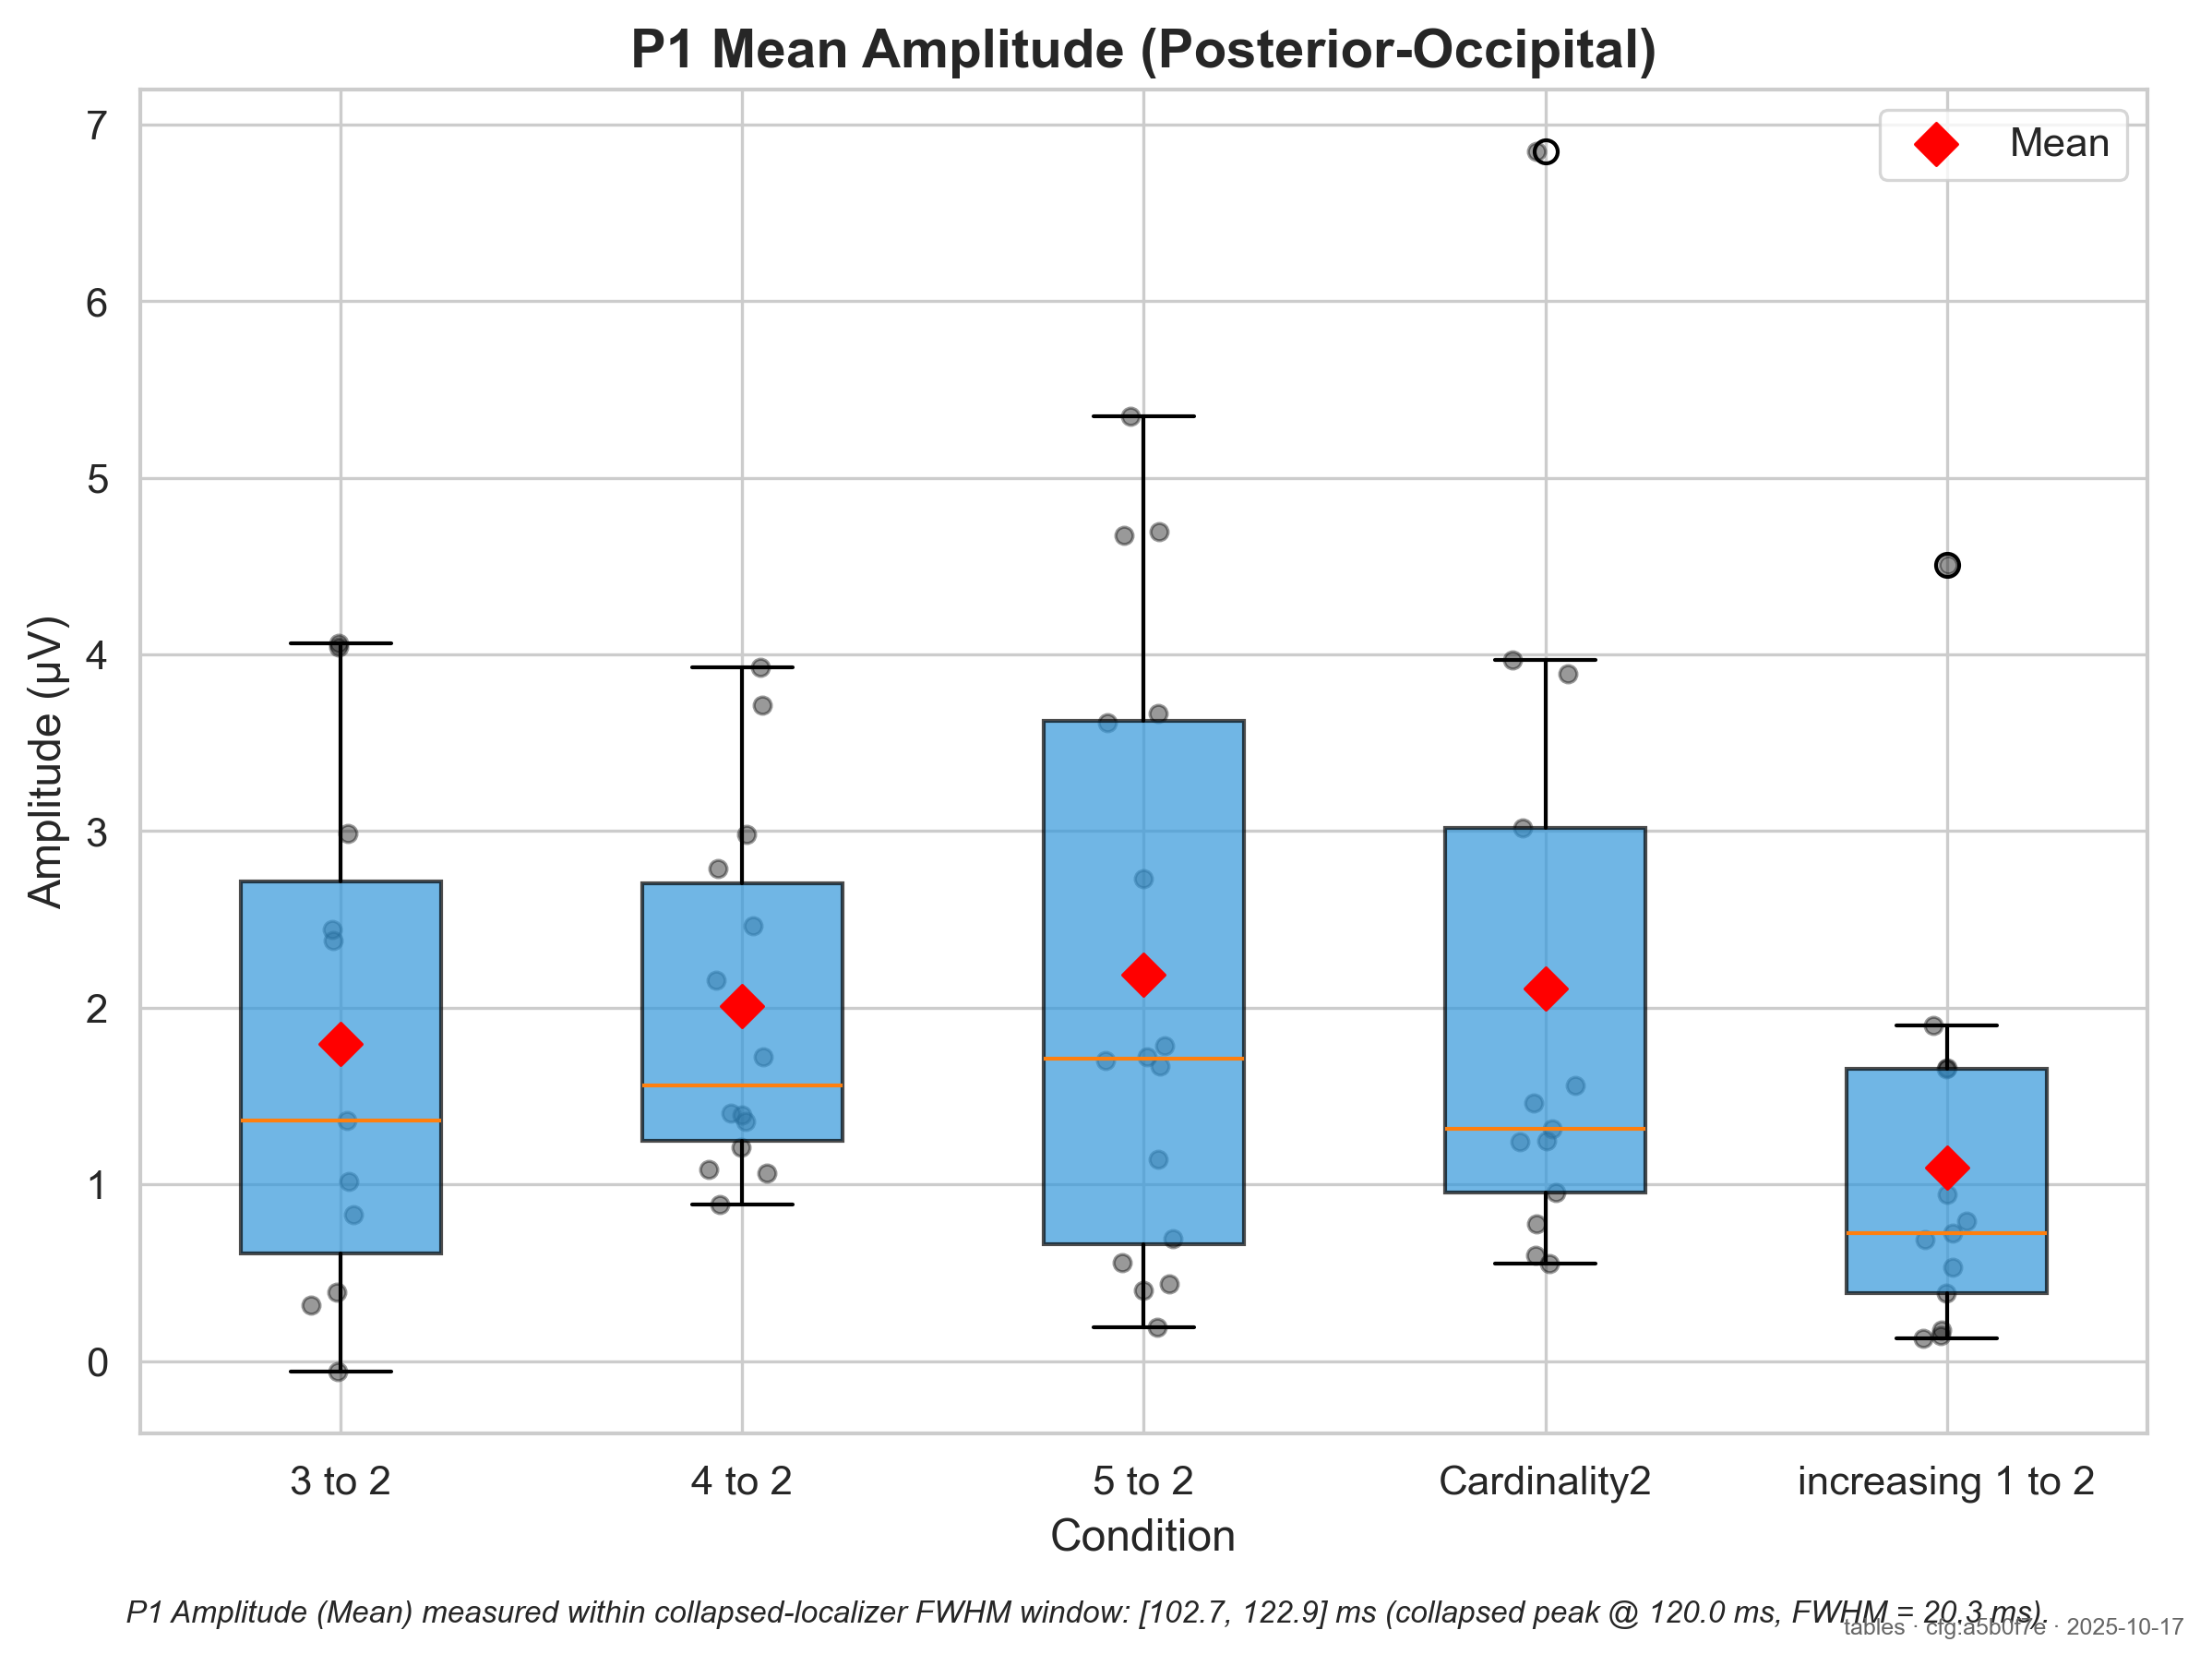 P1 Mean Amplitude (Posterior-Occipital)
Mean
7
6
5
4
3
2
1
0
Amplitude (µV)
3 to 2 4 to 2 5 to 2 Cardinality2 increasing 1 to 2
Condition
P1 Amplitude (Mean) measured within collapsed-localizer FWHM window: [102.7, 122.9] ms (collapsed peak @ 120.0 ms, FWHM = 20.3 ms).
tables · cfg:a5b0f7e · 2025-10-17